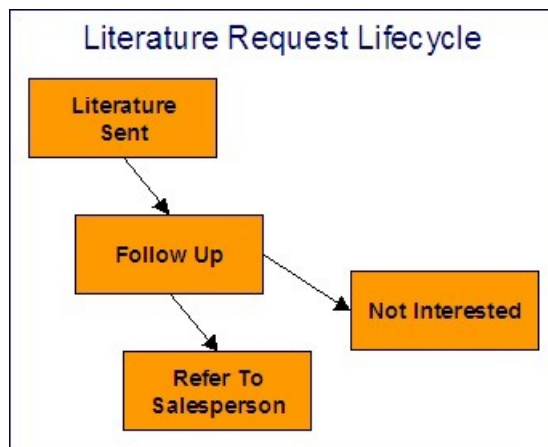 Literature Request Lifecycle
Literature
Sent
Follow Up
Not Interested
Refer To
Salesperson